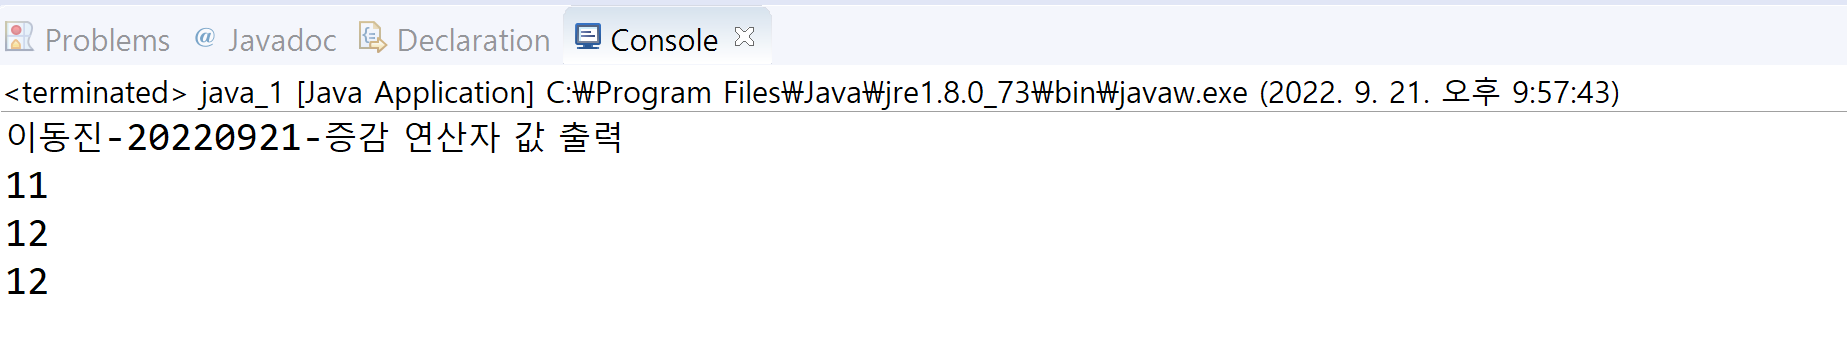 Problems @ Javadoc Declaration Console
<terminated> java_1 [Java Application] C:₩Program Files₩Java₩jre1.8.0_73₩bin₩javaw.exe (2022. 9. 21. 오후 9:57:43)
이동진-20220921-증감 연산자 값 출력
11
12
12